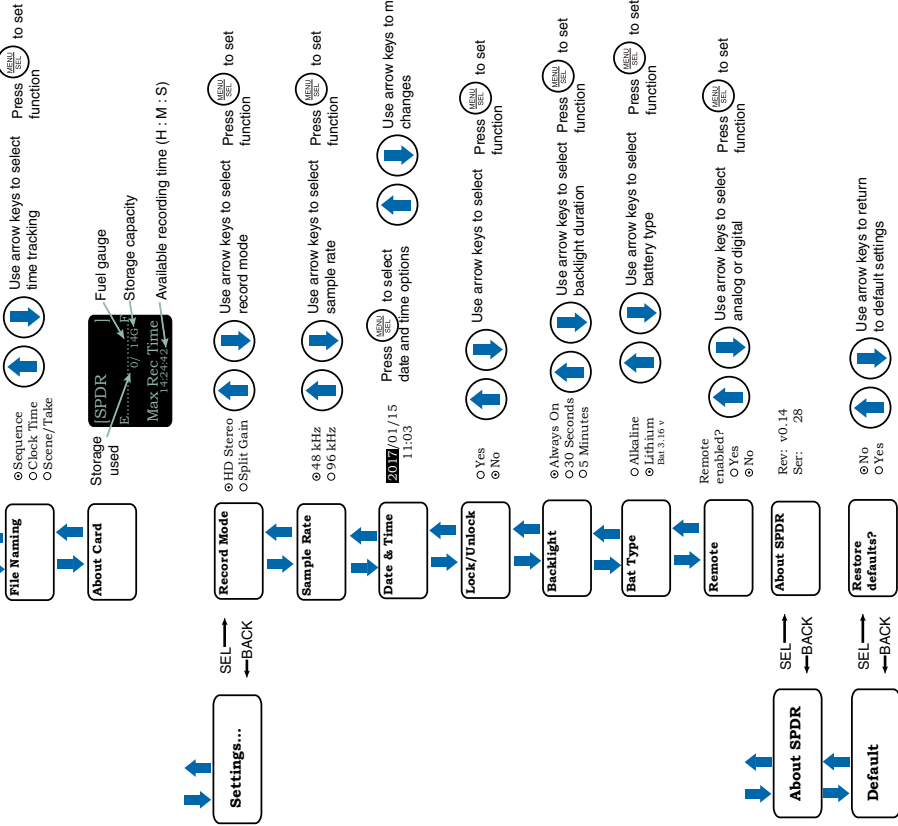 File Naming
⊙Sequence
○Clock Time
○Scene/Take
Use arrow keys to select
time tracking
Press MENU SEL to set
function
About Card
Storage
used
[SPDR ]
E F
0/ 14G
Max Rec Time
14:24:42
Fuel gauge
Storage capacity
Available recording time (H : M : S)
Settings...
SEL
BACK
Record Mode
⊙HD Stereo
○Split Gain
Use arrow keys to select
record mode
Press MENU SEL to set
function
Sample Rate
⊙48 kHz
○96 kHz
Use arrow keys to select
sample rate
Press MENU SEL to set
function
Date & Time
2017/01/15
11:03
Press MENU SEL to select
date and time options
Use arrow keys to m
changes
Lock/Unlock
○Yes
⊙No
Use arrow keys to select
Press MENU SEL to set
function
Backlight
⊙Always On
○30 Seconds
○5 Minutes
Use arrow keys to select
backlight duration
Press MENU SEL to set
function
Bat Type
○Alkaline
⊙Lithium
Bat 3.16 v
Use arrow keys to select
battery type
Press MENU SEL to set
function
Remote
Remote
enabled?
○Yes
⊙No
Use arrow keys to select
analog or digital
Press MENU SEL to set
function
About SPDR
SEL
BACK
About SPDR
Rev: v0.14
Ser: 28
Default
SEL
BACK
Restore
defaults?
⊙No
○Yes
Use arrow keys to return
to default settings